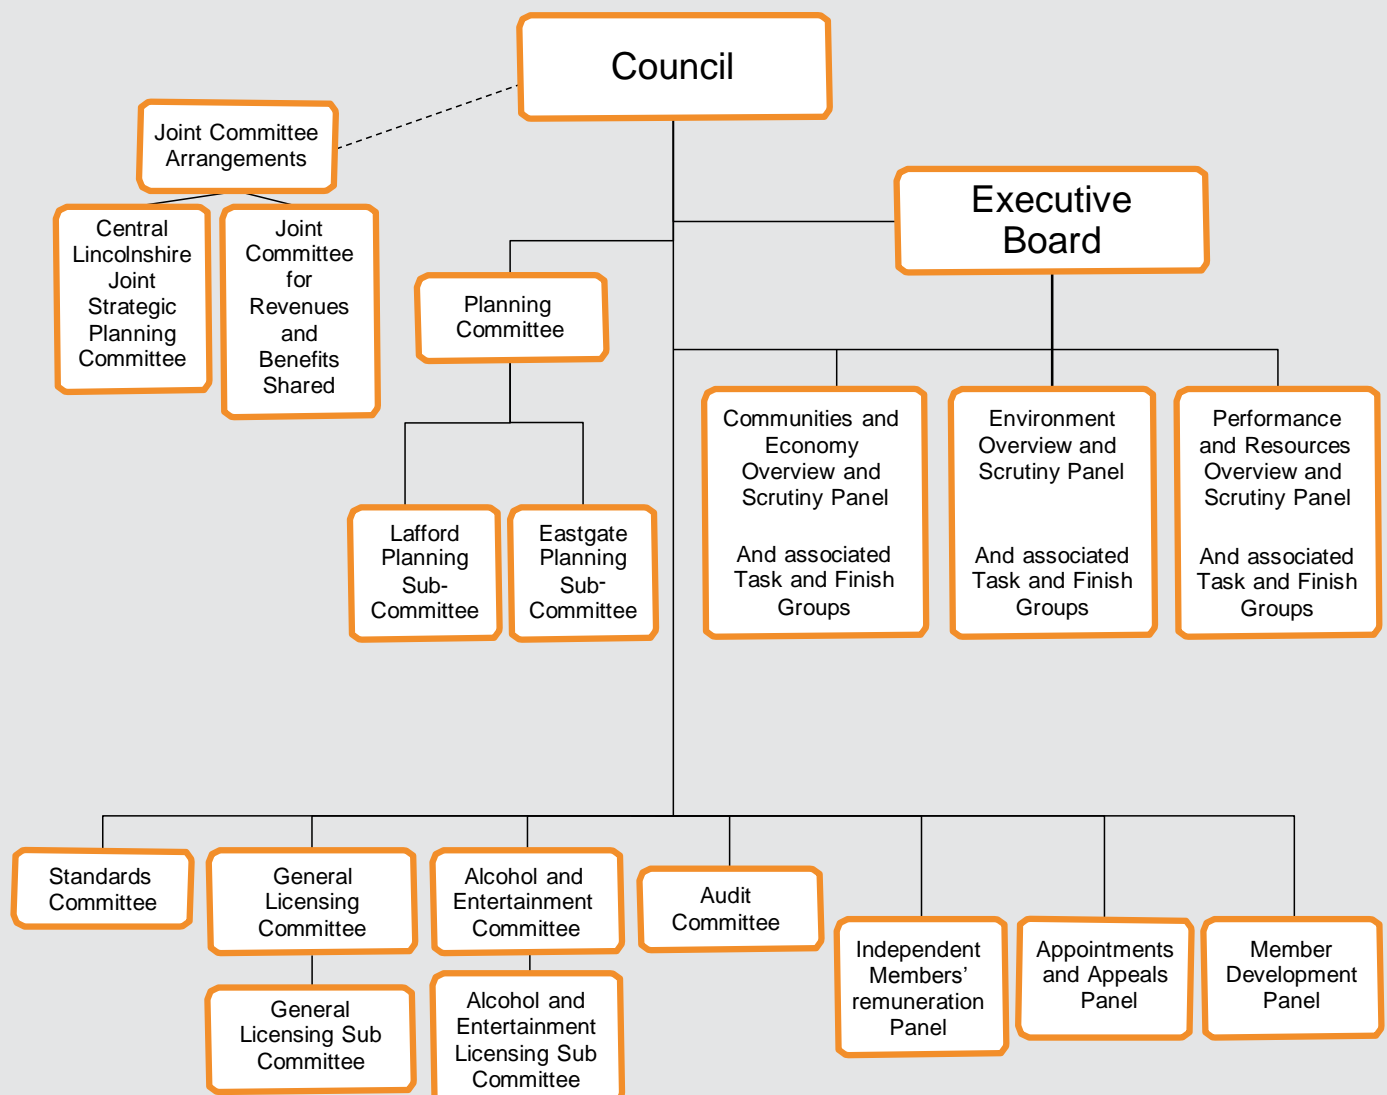 Council
Joint Committee
Arrangements
Executive
Board
Central
Lincolnshire
Joint
Strategic
Planning
Committee
Joint
Committee
for
Revenues
and
Benefits
Shared
Planning
Committee
Communities and
Economy
Overview and
Scrutiny Panel
And associated
Task and Finish
Groups
Environment
Overview and
Scrutiny Panel
And associated
Task and Finish
Groups
Performance
and Resources
Overview and
Scrutiny Panel
And associated
Task and Finish
Groups
Lafford
Planning
Sub-
Committee
Eastgate
Planning
Sub-
Committee
Standards
Committee
General
Licensing
Committee
Alcohol and
Entertainment
Committee
Audit
Committee
Independent
Members’
remuneration
Panel
Appointments
and Appeals
Panel
Member
Development
Panel
General
Licensing Sub
Committee
Alcohol and
Entertainment
Licensing Sub
Committee